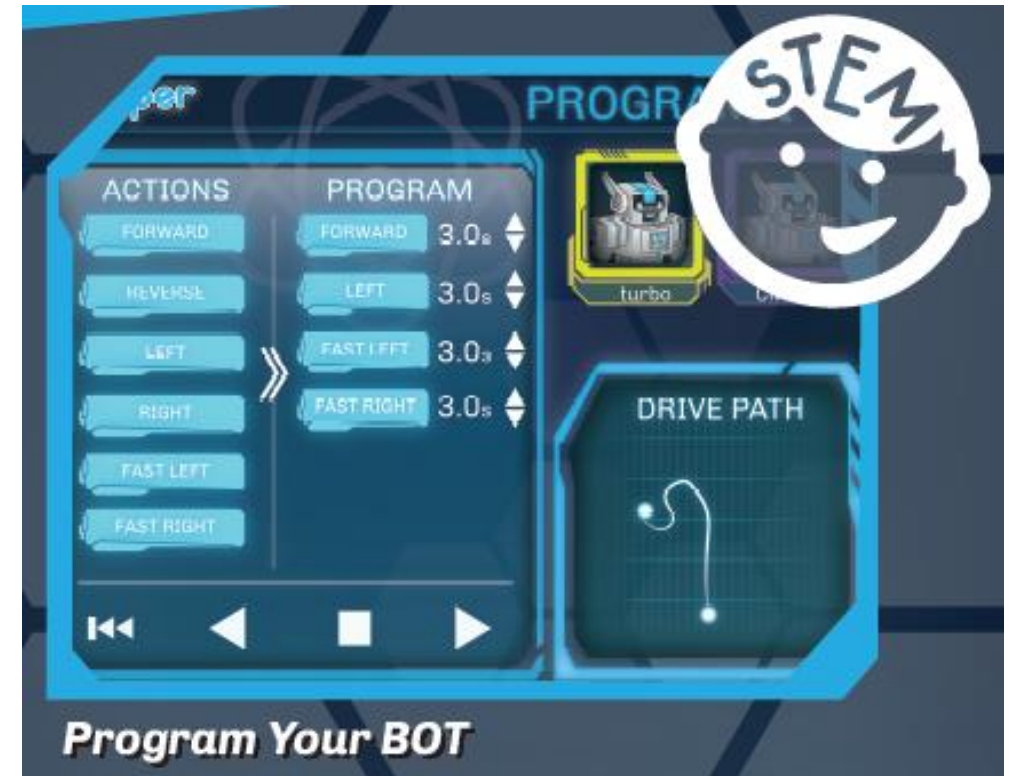 STEM
PROGRA
ACTIONS
PROGRAM
FORWARD
FORWARD 3.0s
REVERSE
LEFT 3.0s
LEFT
FAST LEFT 3.0s
RIGHT
FAST RIGHT 3.0s
FAST LEFT
FAST RIGHT
turbo
DRIVE PATH
Program Your BOT